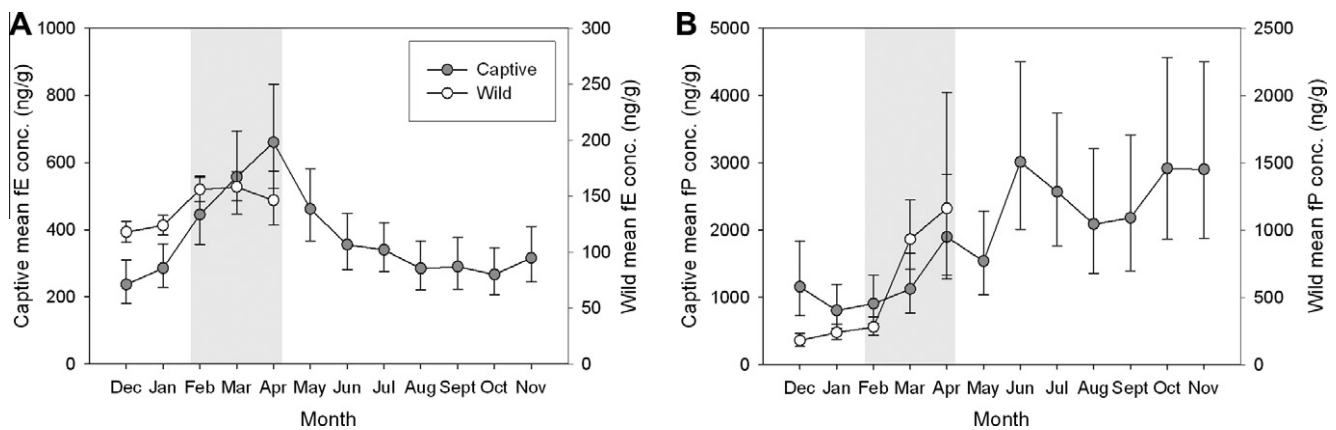 A
Captive mean fE conc. (ng/g)
1000
800
600
400
200
0
Captive
Wild
300
250
200
150
100
50
0
Wild mean fE conc. (ng/g)
Dec Jan Feb Mar Apr May Jun Jul Aug Sept Oct Nov
Month
B
Captive mean fP conc. (ng/g)
5000
4000
3000
2000
1000
0
2500
2000
1500
1000
500
0
Wild mean fP conc. (ng/g)
Dec Jan Feb Mar Apr May Jun Jul Aug Sept Oct Nov
Month